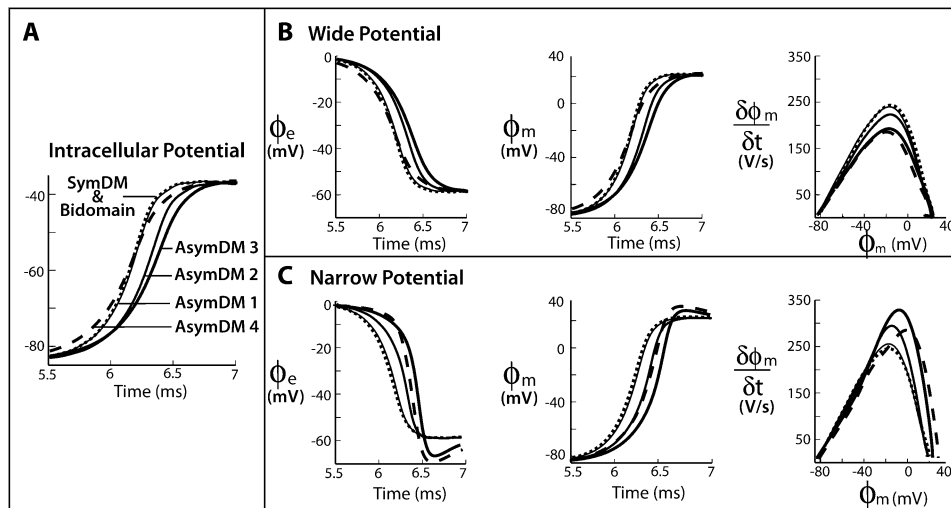 A
Intracellular Potential
SymDM
&
Bidomain
AsymDM 3
AsymDM 2
AsymDM 1
AsymDM 4
-40
-60
-80
5.5
6
6.5
7
Time (ms)
B Wide Potential
0
-20
-40
-60
ϕe
(mV)
5.5
6
6.5
7
Time (ms)
40
0
-40
-80
ϕm
(mV)
5.5
6
6.5
7
Time (ms)
350
250
150
50
δϕm
δt
(V/s)
-80
-40
0
40
ϕm (mV)
C Narrow Potential
0
-20
-40
-60
ϕe
(mV)
5.5
6
6.5
7
Time (ms)
40
0
-40
-80
ϕm
(mV)
5.5
6
6.5
7
Time (ms)
350
250
150
50
δϕm
δt
(V/s)
-80
-40
0
40
ϕm (mV)